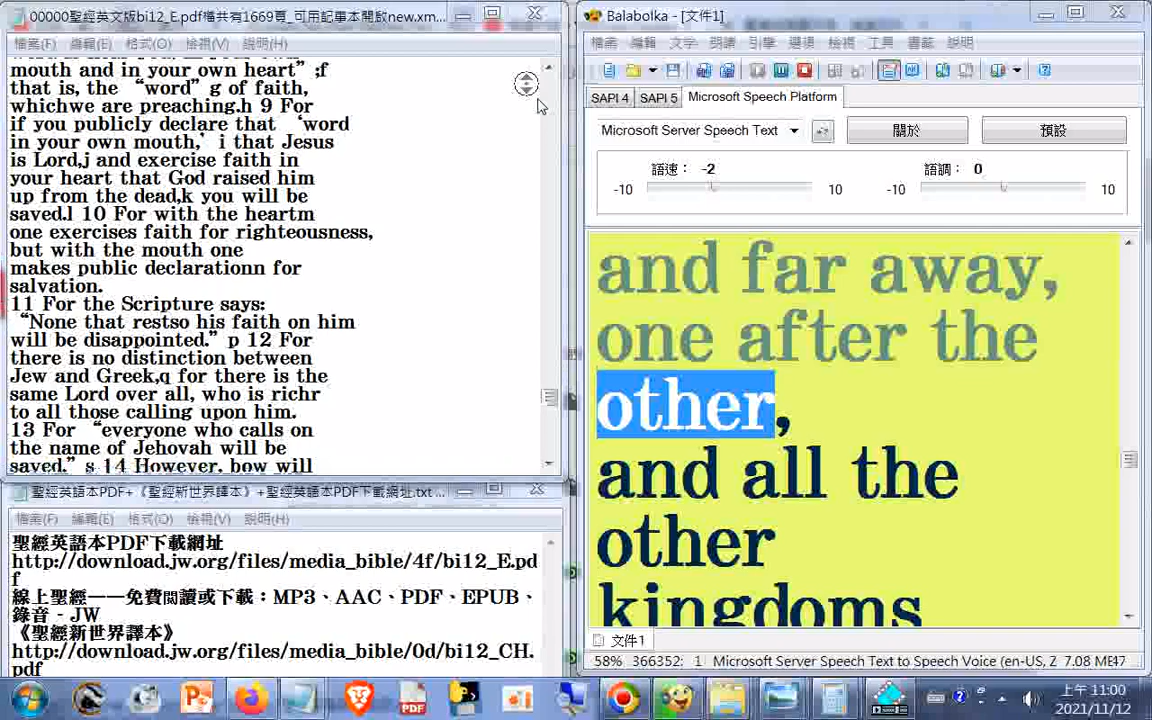 00000聖經英文版bi12_E.pdf檔共有1669頁_可用記事本開啟new.xm...
檔案(F) 編輯(E) 格式(O) 檢視(V) 說明(H)
mouth and in your own heart” ;f
that is, the “word”g of faith,
whichwe are preaching.h 9 For
if you publicly declare that ‘word
in your own mouth,’i that Jesus
is Lord,j and exercise faith in
your heart that God raised him
up from the dead,k you will be
saved.l 10 For with the heartm
one exercises faith for righteousness,
but with the mouth one
makes public declarationn for
salvation.
11 For the Scripture says:
“None that restso his faith on him
will be disappointed.”p 12 For
there is no distinction between
Jew and Greek,q for there is the
same Lord over all, who is richr
to all those calling upon him.
13 For “everyone who calls on
the name of Jehovah will be
saved.”s 14 However, how will
聖經英語本PDF+《聖經新世界譯本》+聖經英語本PDF下載網址.txt ...
檔案(F) 編輯(E) 格式(O) 檢視(V) 說明(H)
聖經英語本PDF下載網址
http://download.jw.org/files/media_bible/4f/bi12_E.pd
f
線上聖經——免費閱讀或下載：MP3、AAC、PDF、EPUB、
錄音 - JW
《聖經新世界譯本》
http://download.jw.org/files/media_bible/0d/bi12_CH.
pdf
Balabolka - [文件1]
檔案 編輯 文字 朗讀 引擎 選項 檢視 工具 書籤 說明
SAPI 4 SAPI 5 Microsoft Speech Platform
Microsoft Server Speech Text 關於 預設
語速： -2 語調： 0
-10 10 -10 10
and far away,
one after the
other,
and all the
other
kingdoms
文件1
58% 366352: 1 Microsoft Server Speech Text to Speech Voice (en-US, Z 7.08 MB
上午 11:00
2021/11/12